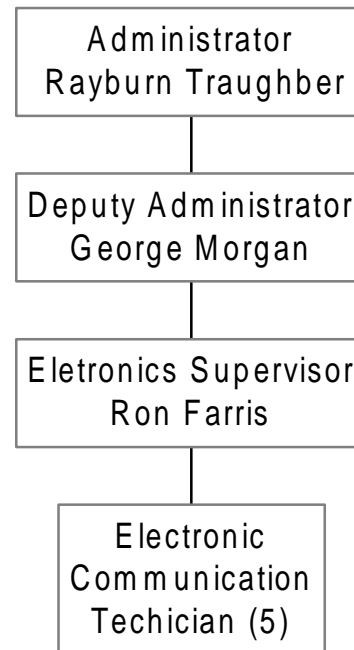 Administrator
Rayburn Traughber
Deputy Administrator
George Morgan
Eletronics Supervisor
Ron Farris
Electronic
Communication
Techician (5)